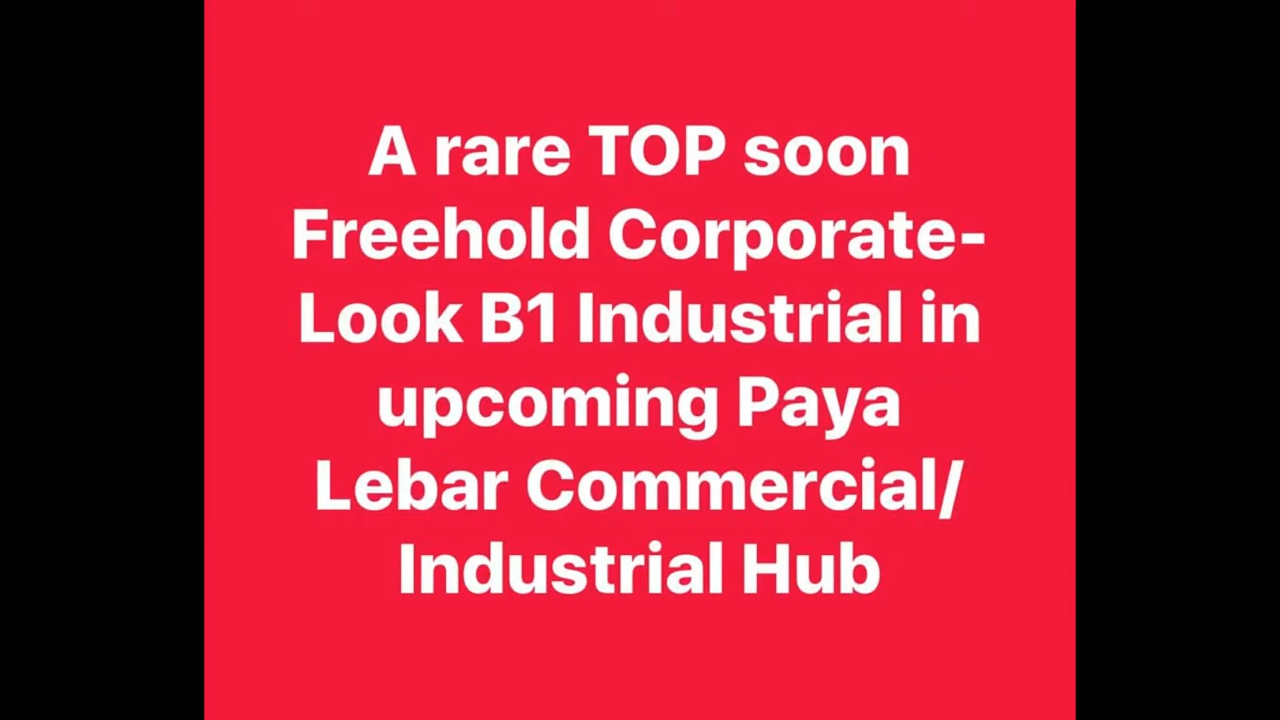 A rare TOP soon
Freehold Corporate-
Look B1 Industrial in
upcoming Paya
Lebar Commercial/
Industrial Hub